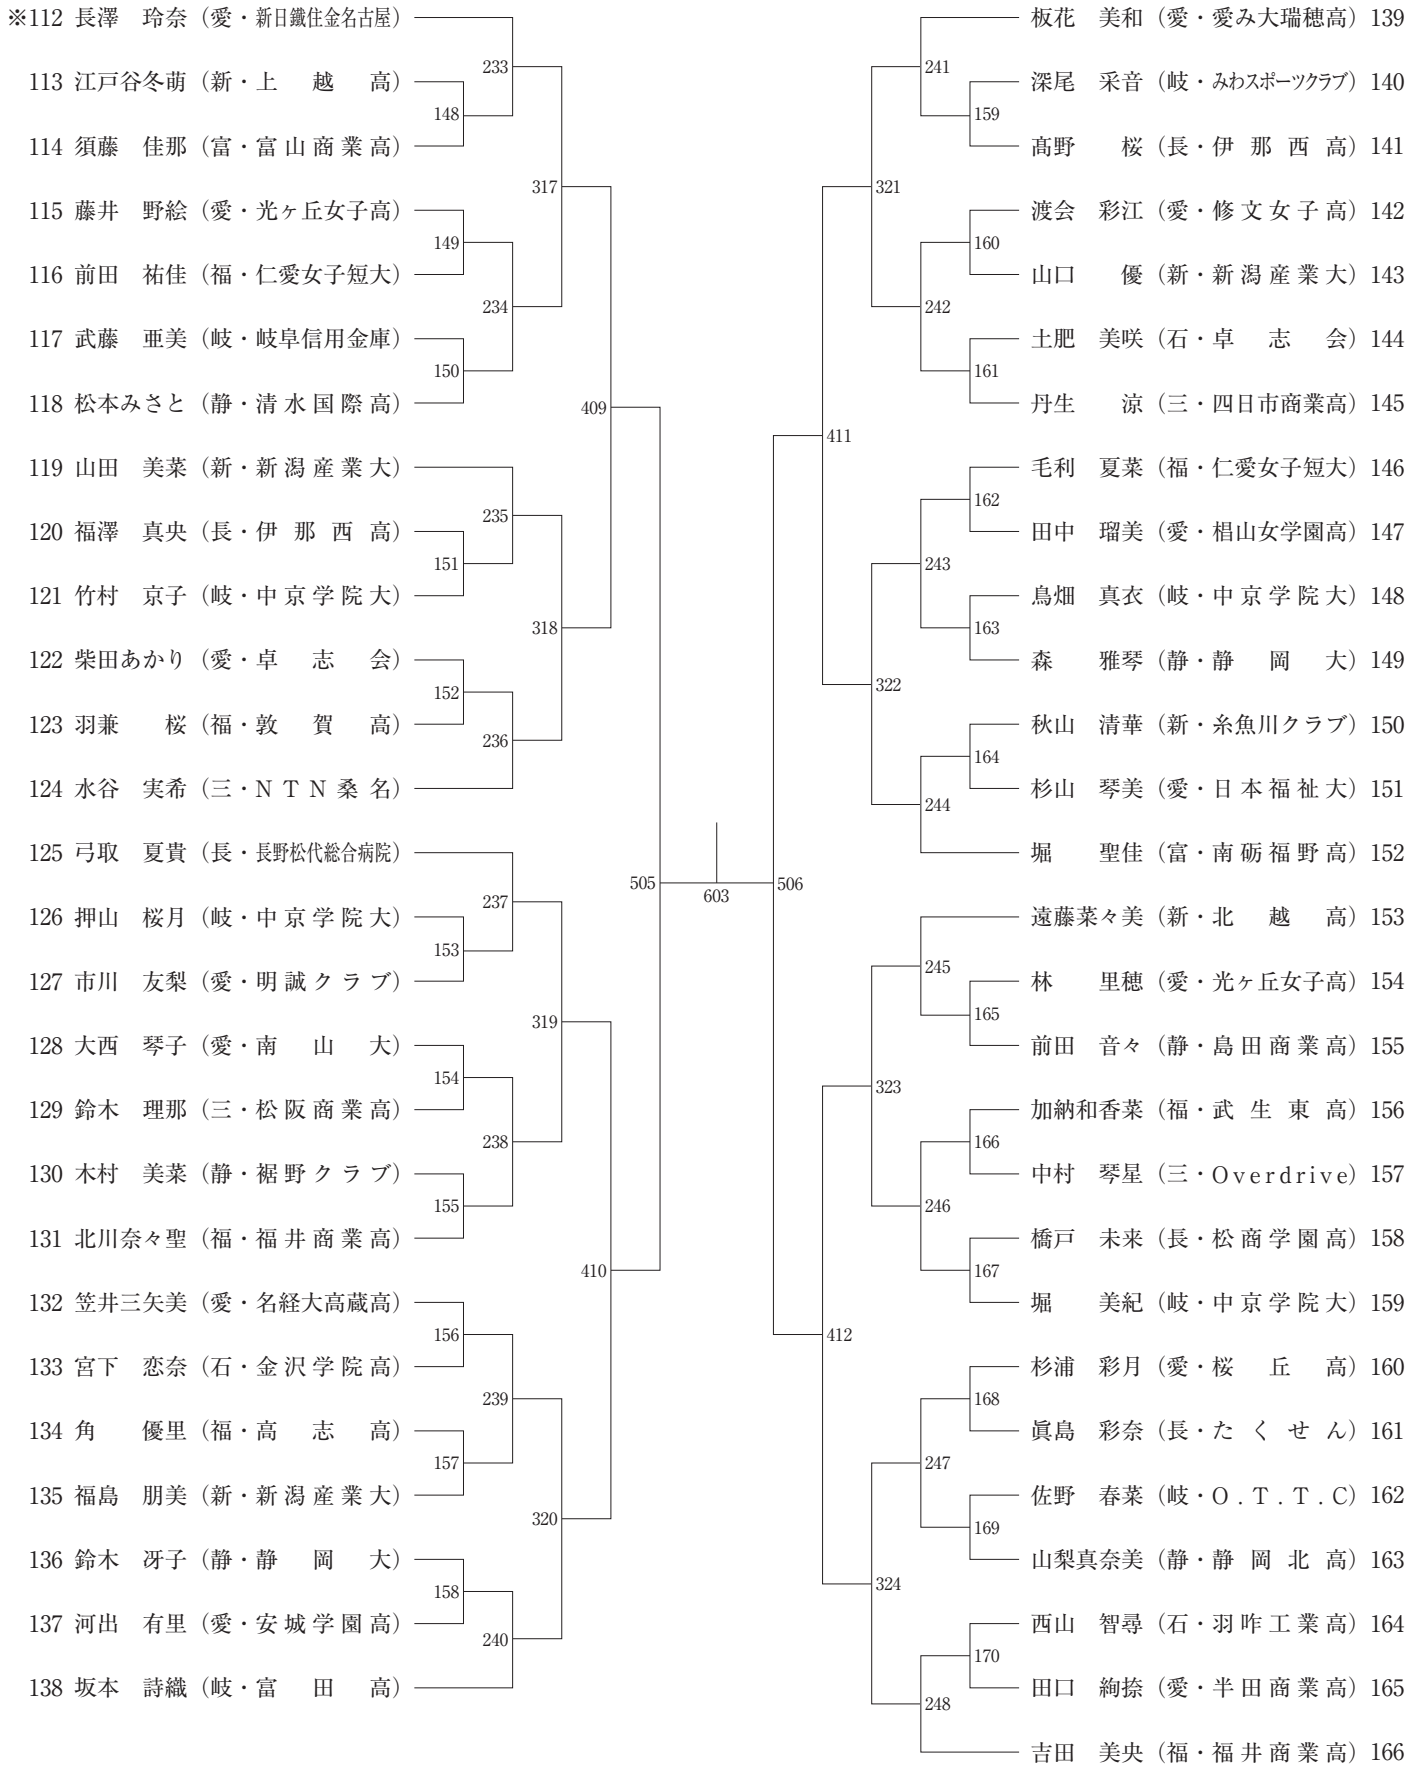 ※112 長澤 玲奈（愛・新日鐵住金名古屋）
113 江戸谷冬萌（新・上越高）
114 須藤 佳那（富・富山商業高）
115 藤井 野絵（愛・光ヶ丘女子高）
116 前田 祐佳（福・仁愛女子短大）
117 武藤 亜美（岐・岐阜信用金庫）
118 松本みさと（静・清水国際高）
119 山田 美菜（新・新潟産業大）
120 福澤 真央（長・伊那西高）
121 竹村 京子（岐・中京学院大）
122 柴田あかり（愛・卓志会）
123 羽兼 桜（福・敦賀高）
124 水谷 実希（三・ＮＴＮ桑名）
125 弓取 夏貴（長・長野松代総合病院）
126 押山 桜月（岐・中京学院大）
127 市川 友梨（愛・明誠クラブ）
128 大西 琴子（愛・南山大）
129 鈴木 理那（三・松阪商業高）
130 木村 美菜（静・裾野クラブ）
131 北川奈々聖（福・福井商業高）
132 笠井三矢美（愛・名経大高蔵高）
133 宮下 恋奈（石・金沢学院高）
134 角 優里（福・高志高）
135 福島 朋美（新・新潟産業大）
136 鈴木 冴子（静・静岡大）
137 河出 有里（愛・安城学園高）
138 坂本 詩織（岐・富田高）
148
149
150
151
152
153
154
155
156
157
158
233
234
235
236
237
238
239
240
317
318
319
320
409
410
505
603
506
411
412
321
322
323
324
241
242
243
244
245
246
247
248
159
160
161
162
163
164
165
166
167
168
169
170
板花 美和（愛・愛み大瑞穂高）139
深尾 采音（岐・みわスポーツクラブ）140
髙野 桜（長・伊那西高）141
渡会 彩江（愛・修文女子高）142
山口 優（新・新潟産業大）143
土肥 美咲（石・卓志会）144
丹生 涼（三・四日市商業高）145
毛利 夏菜（福・仁愛女子短大）146
田中 瑠美（愛・椙山女学園高）147
鳥畑 真衣（岐・中京学院大）148
森 雅琴（静・静岡大）149
秋山 清華（新・糸魚川クラブ）150
杉山 琴美（愛・日本福祉大）151
堀 聖佳（富・南砺福野高）152
遠藤菜々美（新・北越高）153
林 里穂（愛・光ヶ丘女子高）154
前田 音々（静・島田商業高）155
加納和香菜（福・武生東高）156
中村 琴星（三・Overdrive）157
橋戸 未来（長・松商学園高）158
堀 美紀（岐・中京学院大）159
杉浦 彩月（愛・桜丘高）160
眞島 彩奈（長・たくせん）161
佐野 春菜（岐・O．T．T．C）162
山梨真奈美（静・静岡北高）163
西山 智尋（石・羽咋工業高）164
田口 絢捺（愛・半田商業高）165
吉田 美央（福・福井商業高）166